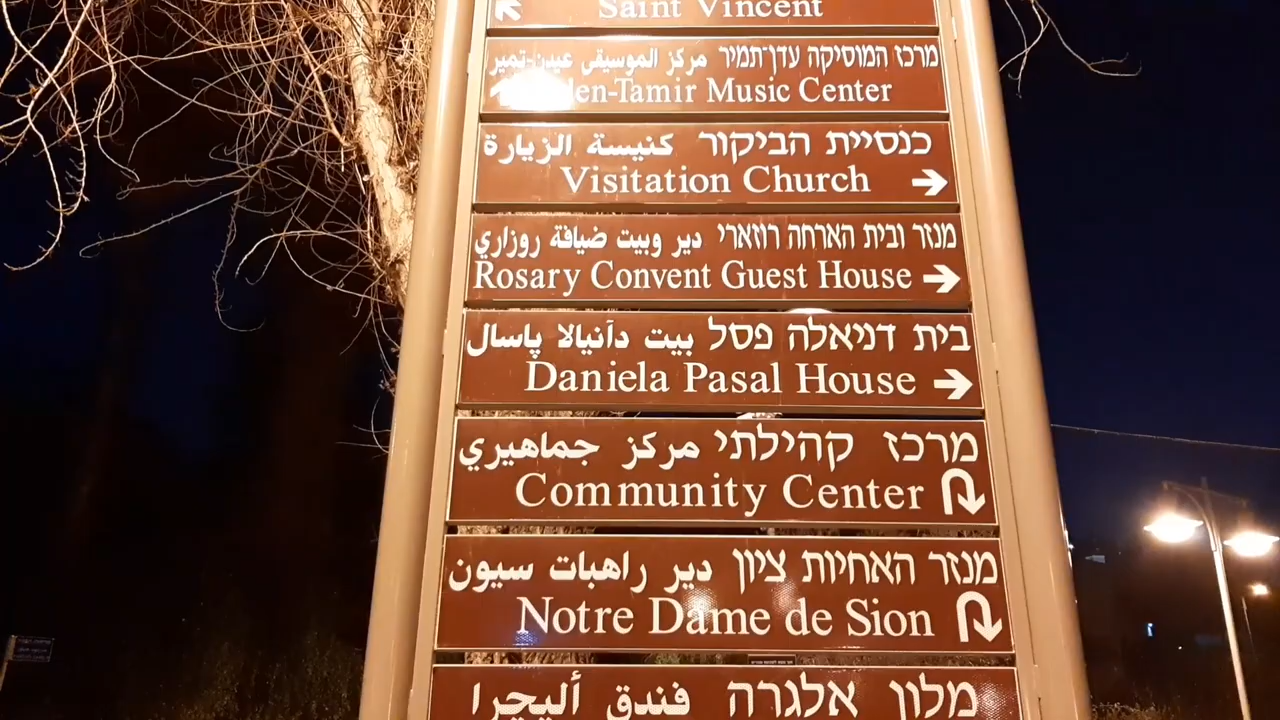 Saint Vincent
מרכז המוסיקה עדן־תמיר مركز الموسيقى عيدن-تمير
Eden-Tamir Music Center
כנסיית הביקור كنيسة الزيارة
Visitation Church
מנזר ובית הארחה רוזארי دير وبيت ضيافة روزاري
Rosary Convent Guest House
בית דניאלה פסל بيت دآنيالا پاسال
Daniela Pasal House
מרכז קהילתי مركز جماهيري
Community Center
מנזר האחיות ציון دير راهبات سيون
Notre Dame de Sion
מלון אלגרה فندق أليجرا